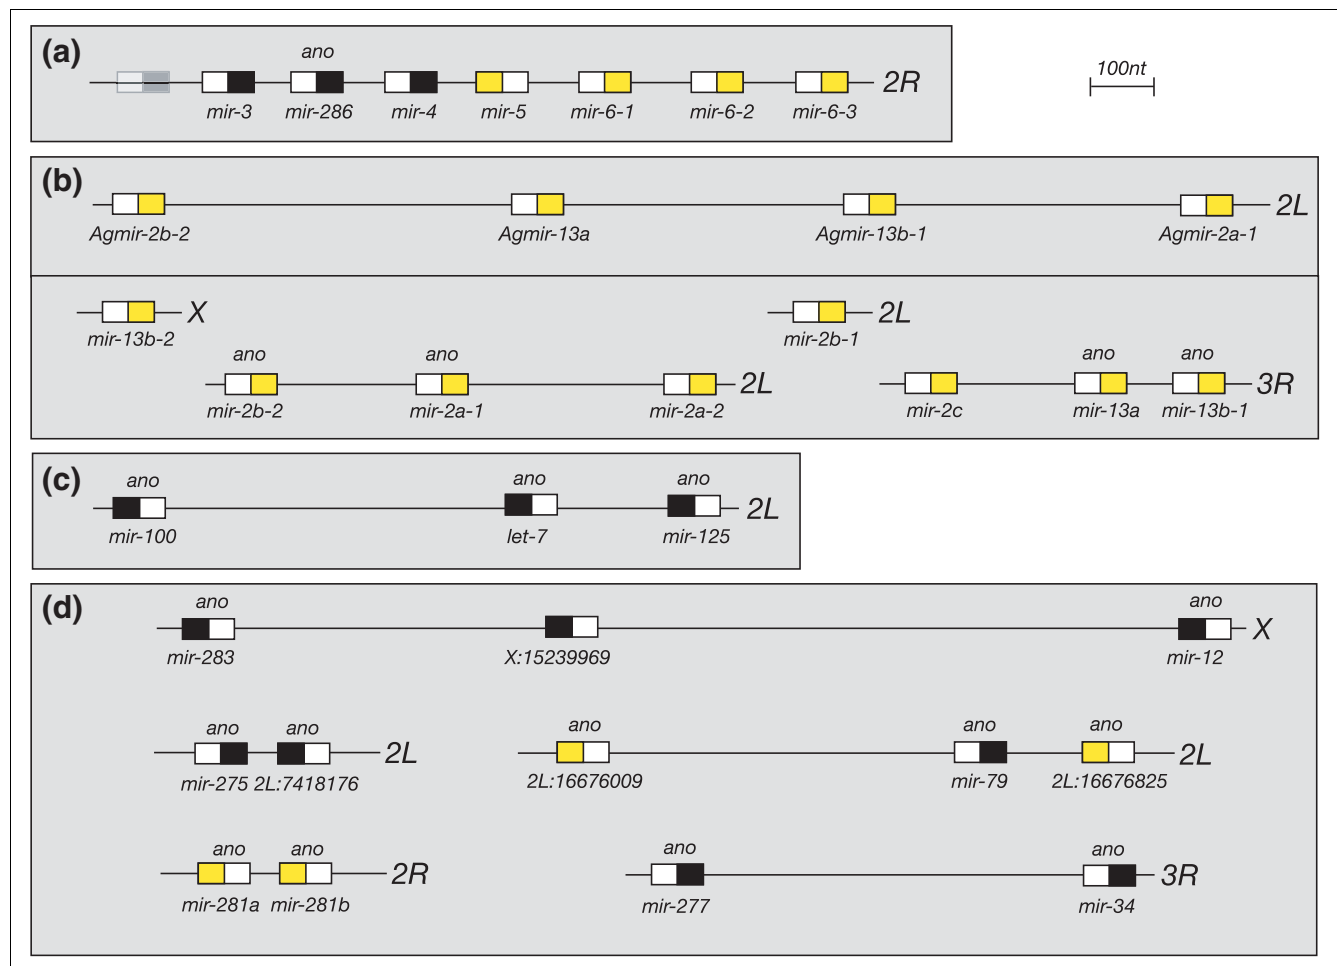 (a)
ano
2R
mir-3 mir-286 mir-4 mir-5 mir-6-1 mir-6-2 mir-6-3
100nt
(b)
2L
Agmir-2b-2 Agmir-13a Agmir-13b-1 Agmir-2a-1
X 2L
mir-13b-2 mir-2b-1
ano ano ano ano
2L 3R
mir-2b-2 mir-2a-1 mir-2a-2 mir-2c mir-13a mir-13b-1
(c)
ano ano ano
2L
mir-100 let-7 mir-125
(d)
ano ano
X
mir-283 X:15239969 mir-12
ano ano ano ano ano
2L 2L
mir-275 2L:7418176 2L:16676009 mir-79 2L:16676825
ano ano ano ano
2R 3R
mir-281a mir-281b mir-277 mir-34